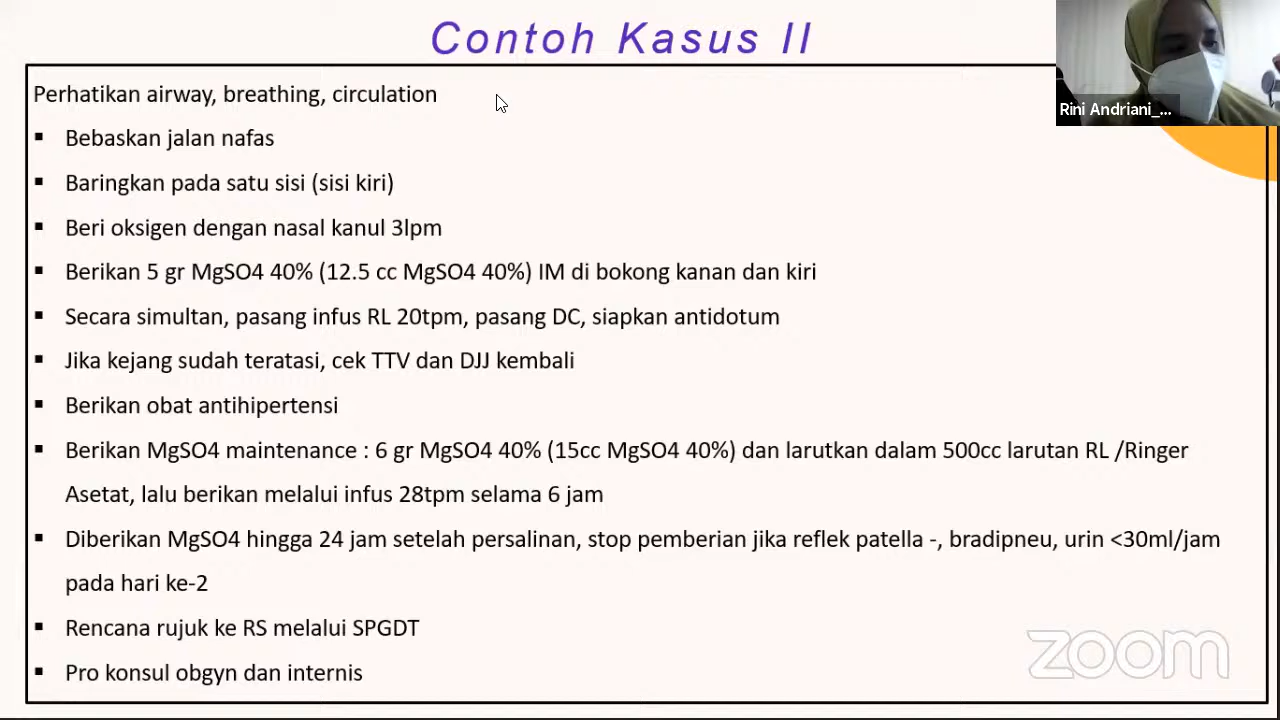 Contoh Kasus II
Rini Andriani_...
Perhatikan airway, breathing, circulation
▪ Bebaskan jalan nafas
▪ Baringkan pada satu sisi (sisi kiri)
▪ Beri oksigen dengan nasal kanul 3lpm
▪ Berikan 5 gr MgSO4 40% (12.5 cc MgSO4 40%) IM di bokong kanan dan kiri
▪ Secara simultan, pasang infus RL 20tpm, pasang DC, siapkan antidotum
▪ Jika kejang sudah teratasi, cek TTV dan DJJ kembali
▪ Berikan obat antihipertensi
▪ Berikan MgSO4 maintenance : 6 gr MgSO4 40% (15cc MgSO4 40%) dan larutkan dalam 500cc larutan RL /Ringer
Asetat, lalu berikan melalui infus 28tpm selama 6 jam
▪ Diberikan MgSO4 hingga 24 jam setelah persalinan, stop pemberian jika reflek patella -, bradipneu, urin <30ml/jam
pada hari ke-2
▪ Rencana rujuk ke RS melalui SPGDT
▪ Pro konsul obgyn dan internis
zoom